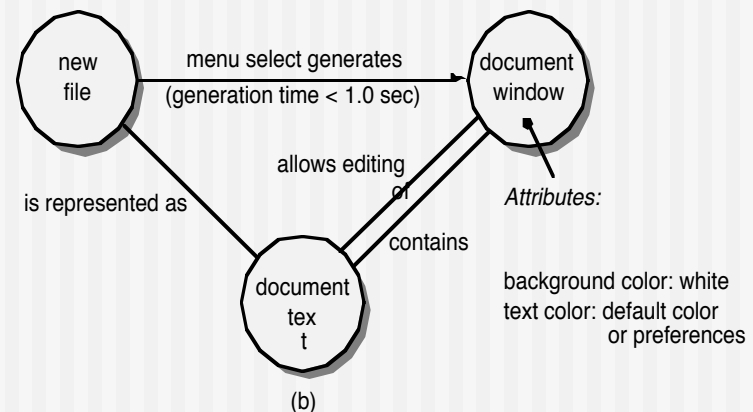 new
file
menu select generates
(generation time < 1.0 sec)
document
window
allows editing
of
is represented as
Attributes:
contains
document
tex
t
background color: white
text color: default color
or preferences
(b)